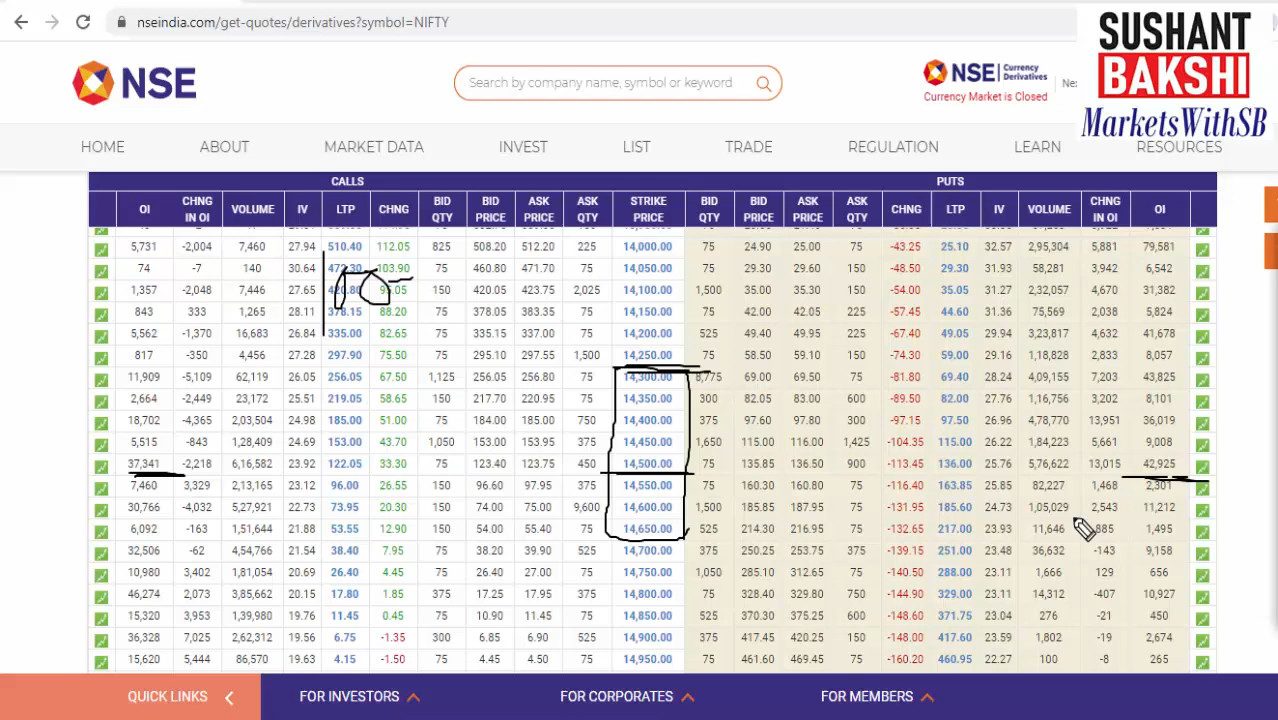 nseindia.com/get-quotes/derivatives?symbol=NIFTY
SUSHANT
BAKSHI
MarketsWithSB
NSE
Search by company name, symbol or keyword
NSE Currency Derivatives
Currency Market is Closed
HOME ABOUT MARKET DATA INVEST LIST TRADE REGULATION LEARN RESOURCES
CALLS PUTS
OI CHNG IN OI VOLUME IV LTP CHNG BID QTY BID PRICE ASK PRICE ASK QTY STRIKE PRICE BID QTY BID PRICE ASK PRICE ASK QTY CHNG LTP IV VOLUME CHNG IN OI OI
5,731 -2,004 7,460 27.94 510.40 112.05 825 508.20 512.20 225 14,000.00 75 24.90 25.00 75 -43.25 25.10 32.57 2,95,304 5,881 79,581
74 -7 140 30.64 103.90 75 460.80 471.70 75 14,050.00 75 29.30 29.60 150 -48.50 29.30 31.93 58,281 3,942 6,542
1,357 -2,048 7,446 27.65 150 420.05 423.75 2,025 14,100.00 1,500 35.00 35.30 150 -54.00 35.05 31.36 2,32,057 4,670 31,382
843 333 1,265 28.11 378.15 88.20 75 378.05 383.35 75 14,150.00 75 42.00 42.05 225 -57.45 44.60 31.27 75,569 2,038 5,824
5,562 -1,370 16,683 26.84 335.00 82.65 75 335.15 337.10 75 14,200.00 525 49.40 49.95 225 -67.40 49.05 29.94 3,23,817 4,632 41,678
817 -350 4,456 27.28 297.90 75.50 75 295.10 297.55 1,500 14,250.00 75 58.50 59.10 150 -74.30 59.00 29.16 1,18,828 2,833 8,057
11,909 -5,109 62,119 26.05 256.05 67.50 1,125 256.05 256.80 75 14,300.00 8,775 69.00 69.50 75 -81.80 69.40 28.24 4,09,155 7,203 43,825
2,664 -2,449 23,172 25.51 219.05 58.65 150 217.70 220.95 75 14,350.00 300 82.05 83.00 600 -89.50 82.00 27.76 1,16,756 3,202 8,101
18,702 -4,365 2,03,504 24.98 185.00 51.00 75 184.00 185.00 750 14,400.00 375 97.60 97.80 300 -97.15 97.50 26.96 4,78,770 13,951 36,019
5,515 -843 1,28,409 24.69 153.00 43.70 1,050 153.00 153.95 375 14,450.00 1,650 115.00 116.00 1,425 -104.35 115.00 26.22 1,84,223 5,661 9,008
37,341 -2,218 6,16,582 23.92 122.05 33.30 150 123.40 123.75 450 14,500.00 75 135.85 136.50 900 -113.45 136.00 25.76 5,76,622 13,015 42,925
7,460 3,329 2,13,165 23.12 96.00 26.55 150 96.60 97.95 375 14,550.00 75 160.30 160.80 75 -116.40 163.85 25.85 82,227 1,468 2,301
30,766 -4,032 5,27,921 22.73 73.95 20.30 150 74.00 75.00 9,600 14,600.00 1,500 185.85 187.95 75 -131.95 185.60 24.73 1,05,029 2,543 11,212
6,092 -163 1,51,644 21.88 53.55 12.90 150 54.00 55.40 75 14,650.00 525 214.30 216.95 75 -132.65 217.00 23.93 11,646 885 1,495
32,506 -62 4,54,766 21.54 38.40 7.95 75 38.20 39.90 525 14,700.00 375 250.25 253.75 375 -139.15 251.00 23.48 36,632 -143 9,158
10,980 3,402 1,81,054 20.69 26.40 4.45 75 26.40 27.00 75 14,750.00 1,050 285.10 312.65 75 -140.50 288.00 23.11 1,666 129 656
46,274 2,073 3,85,662 20.15 17.80 1.85 375 17.25 17.95 375 14,800.00 75 328.40 329.80 750 -144.90 329.00 23.11 14,312 -407 10,927
15,320 3,953 1,39,980 19.76 11.45 0.45 75 10.90 11.45 75 14,850.00 525 370.30 375.25 600 -148.60 371.75 23.04 276 -21 450
36,328 7,025 2,62,312 19.56 6.75 -1.35 300 6.85 6.90 525 14,900.00 375 417.45 420.25 150 -148.00 417.60 23.59 1,802 -19 2,674
15,620 5,444 86,570 19.63 4.15 -1.50 75 4.45 4.50 75 14,950.00 75 461.60 469.45 75 -160.20 460.95 22.27 100 -8 265
QUICK LINKS FOR INVESTORS FOR CORPORATES FOR MEMBERS